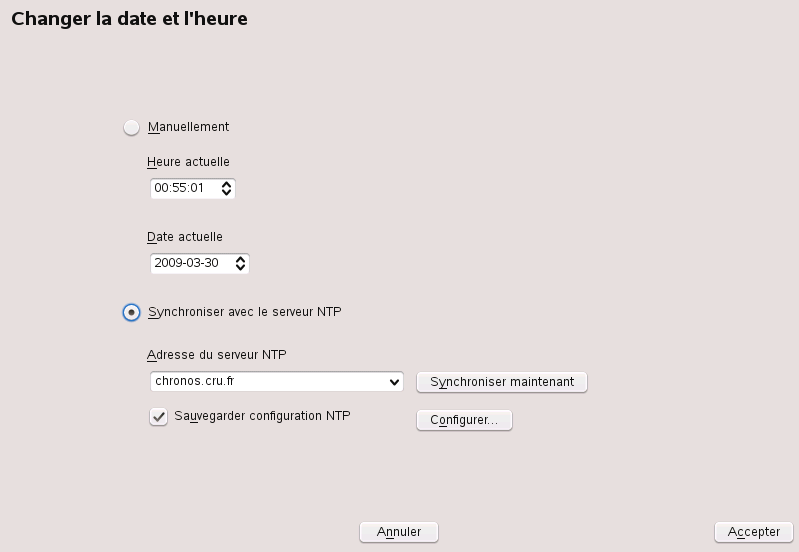 Changer la date et l'heure
Manuellement
Heure actuelle
00:55:01
Date actuelle
2009-03-30
Synchroniser avec le serveur NTP
Adresse du serveur NTP
chronos.cru.fr Synchroniser maintenant
Sauvegarder configuration NTP Configurer...
Annuler Accepter